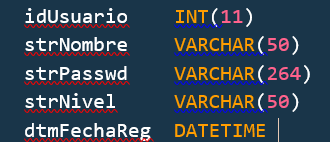 idUsuario INT(11)
strNombre VARCHAR(50)
strPasswd VARCHAR(264)
strNivel VARCHAR(50)
dtmFechaReg DATETIME